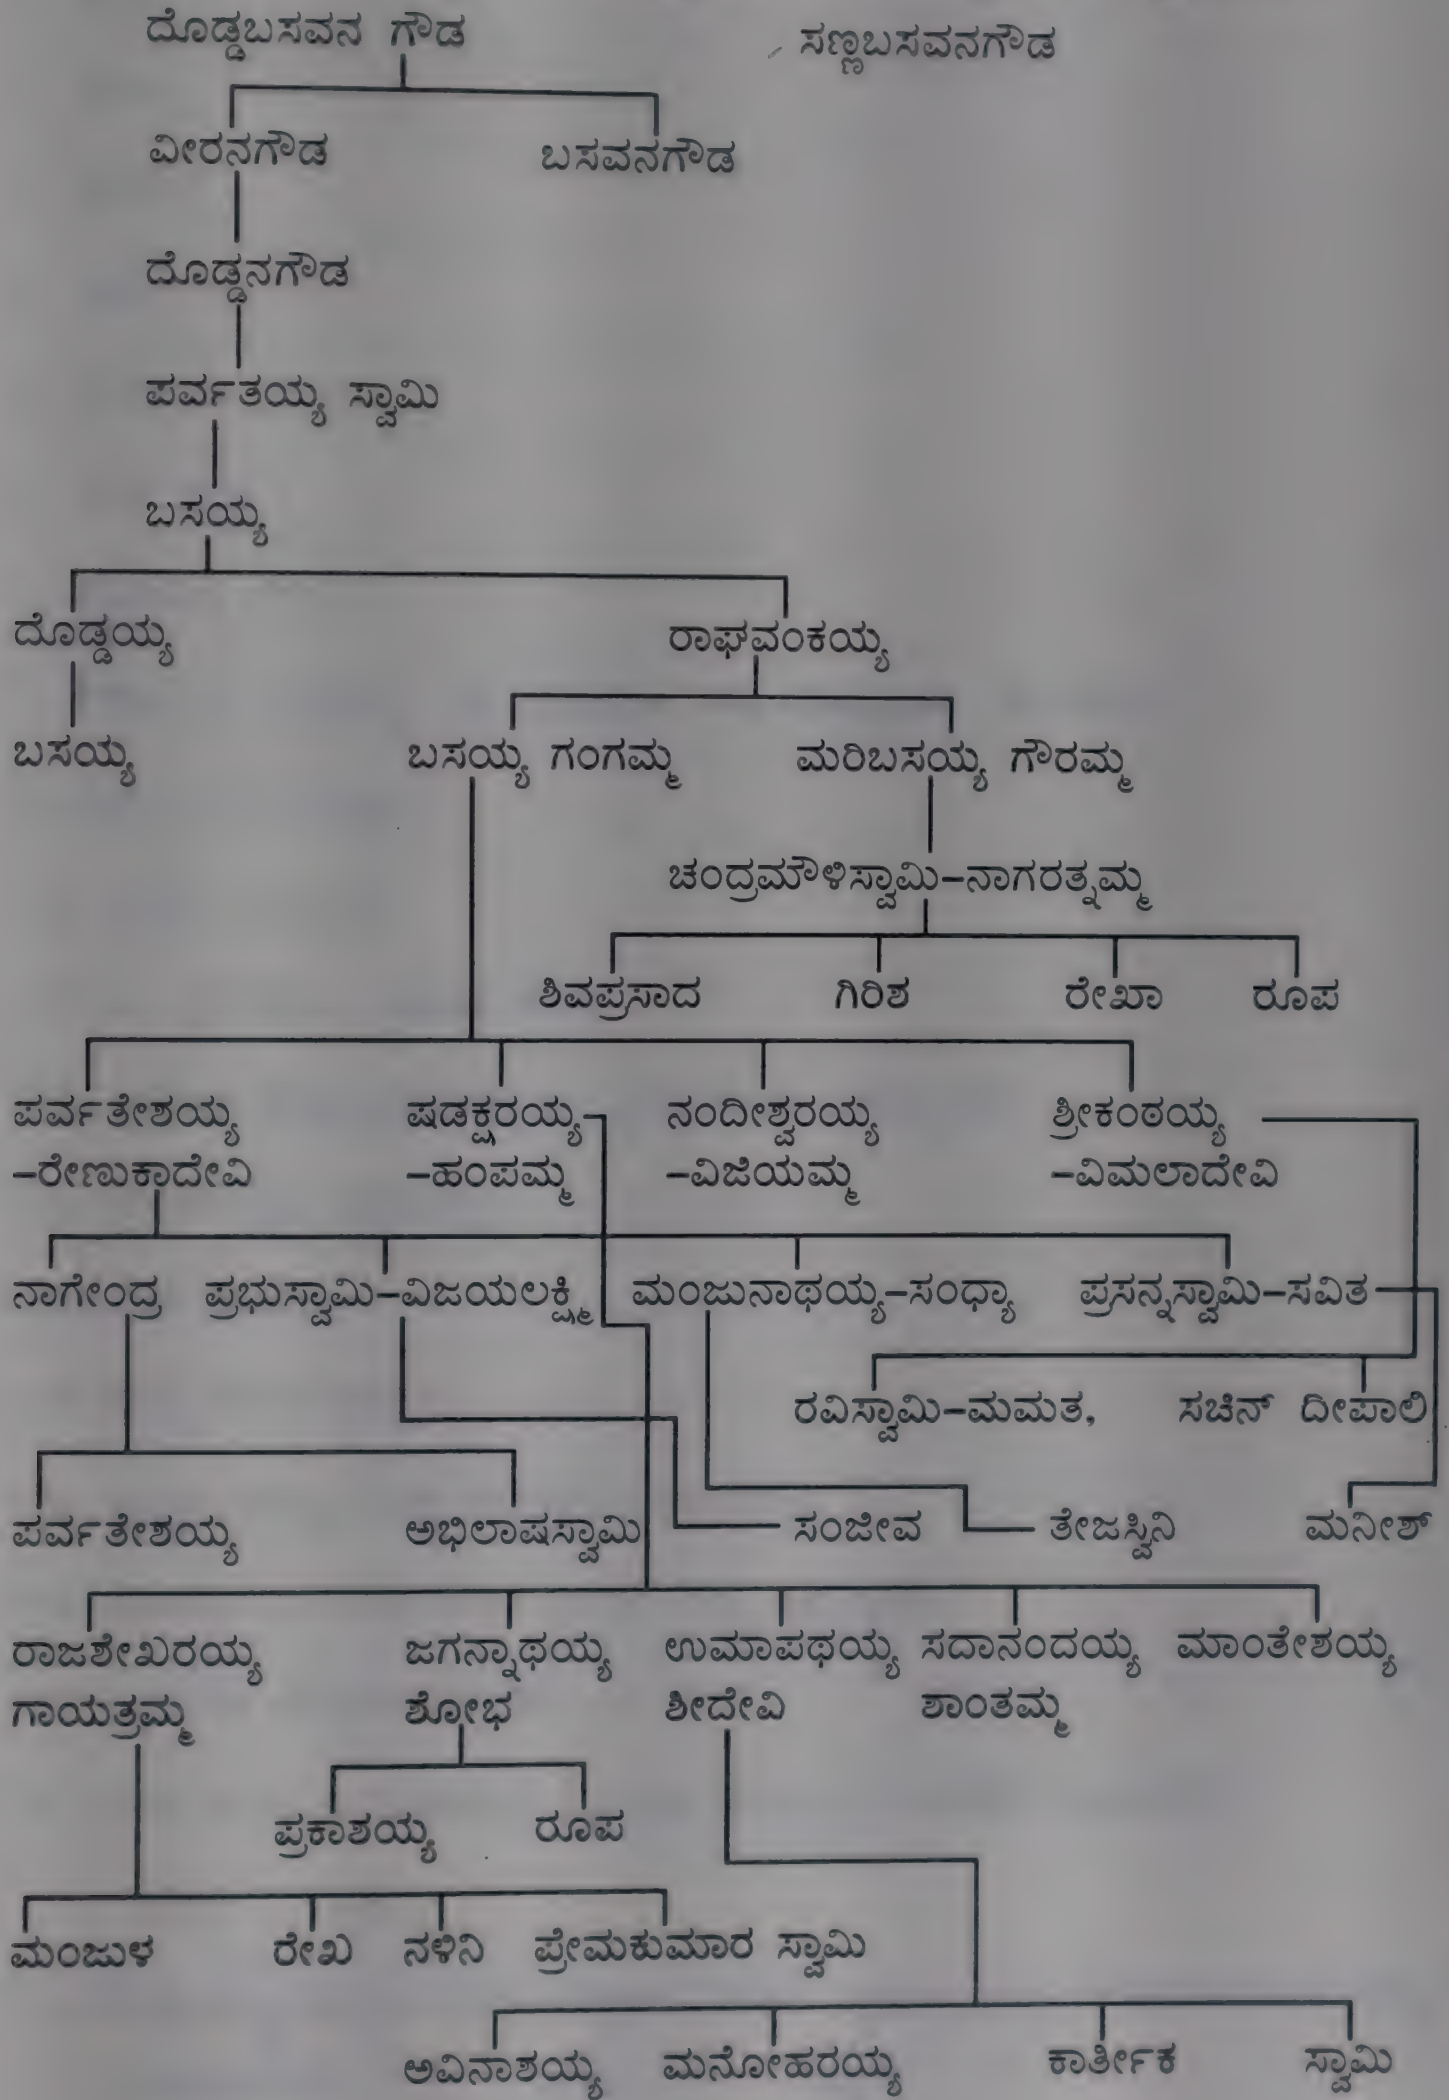 ದೊಡ್ಡಬಸವನ ಗೌಡ ಸಣ್ಣಬಸವನಗೌಡ
ವೀರನಗೌಡ ಬಸವನಗೌಡ
ದೊಡ್ಡನಗೌಡ
ಪರ್ವತಯ್ಯ ಸ್ವಾಮಿ
ಬಸಯ್ಯ
ದೊಡ್ಡಯ್ಯ ರಾಘವಂಕಯ್ಯ
ಬಸಯ್ಯ ಬಸಯ್ಯ ಗಂಗಮ್ಮ ಮರಿಬಸಯ್ಯ ಗೌರಮ್ಮ
ಚಂದ್ರಮೌಳಿಸ್ವಾಮಿ–ನಾಗರತ್ನಮ್ಮ
ಶಿವಪ್ರಸಾದ ಗಿರಿಶ ರೇಖಾ ರೂಪ
ಪರ್ವತೇಶಯ್ಯ ಷಡಕ್ಷರಯ್ಯ ನಂದೀಶ್ವರಯ್ಯ ಶ್ರೀಕಂಠಯ್ಯ
–ರೇಣುಕಾದೇವಿ –ಹಂಪಮ್ಮ –ವಿಜಿಯಮ್ಮ –ವಿಮಲಾದೇವಿ
ನಾಗೇಂದ್ರ ಪ್ರಭುಸ್ವಾಮಿ–ವಿಜಯಲಕ್ಷ್ಮಿ ಮಂಜುನಾಥಯ್ಯ–ಸಂಧ್ಯಾ ಪ್ರಸನ್ನಸ್ವಾಮಿ–ಸವಿತ
ರವಿಸ್ವಾಮಿ–ಮಮತ, ಸಚಿನ್ ದೀಪಾಲಿ
ಪರ್ವತೇಶಯ್ಯ ಅಭಿಲಾಷಸ್ವಾಮಿ ಸಂಜೀವ ತೇಜಸ್ವಿನಿ ಮನೀಶ್
ರಾಜಶೇಖರಯ್ಯ ಜಗನ್ನಾಥಯ್ಯ ಉಮಾಪಥಯ್ಯ ಸದಾನಂದಯ್ಯ ಮಾಂತೇಶಯ್ಯ
ಗಾಯತ್ರಮ್ಮ ಶೋಭ ಶೀದೇವಿ ಶಾಂತಮ್ಮ
ಪ್ರಕಾಶಯ್ಯ ರೂಪ
ಮಂಜುಳ ರೇಖ ನಳಿನಿ ಪ್ರೇಮಕುಮಾರ ಸ್ವಾಮಿ
ಅವಿನಾಶಯ್ಯ ಮನೋಹರಯ್ಯ ಕಾರ್ತೀಕ ಸ್ವಾಮಿ